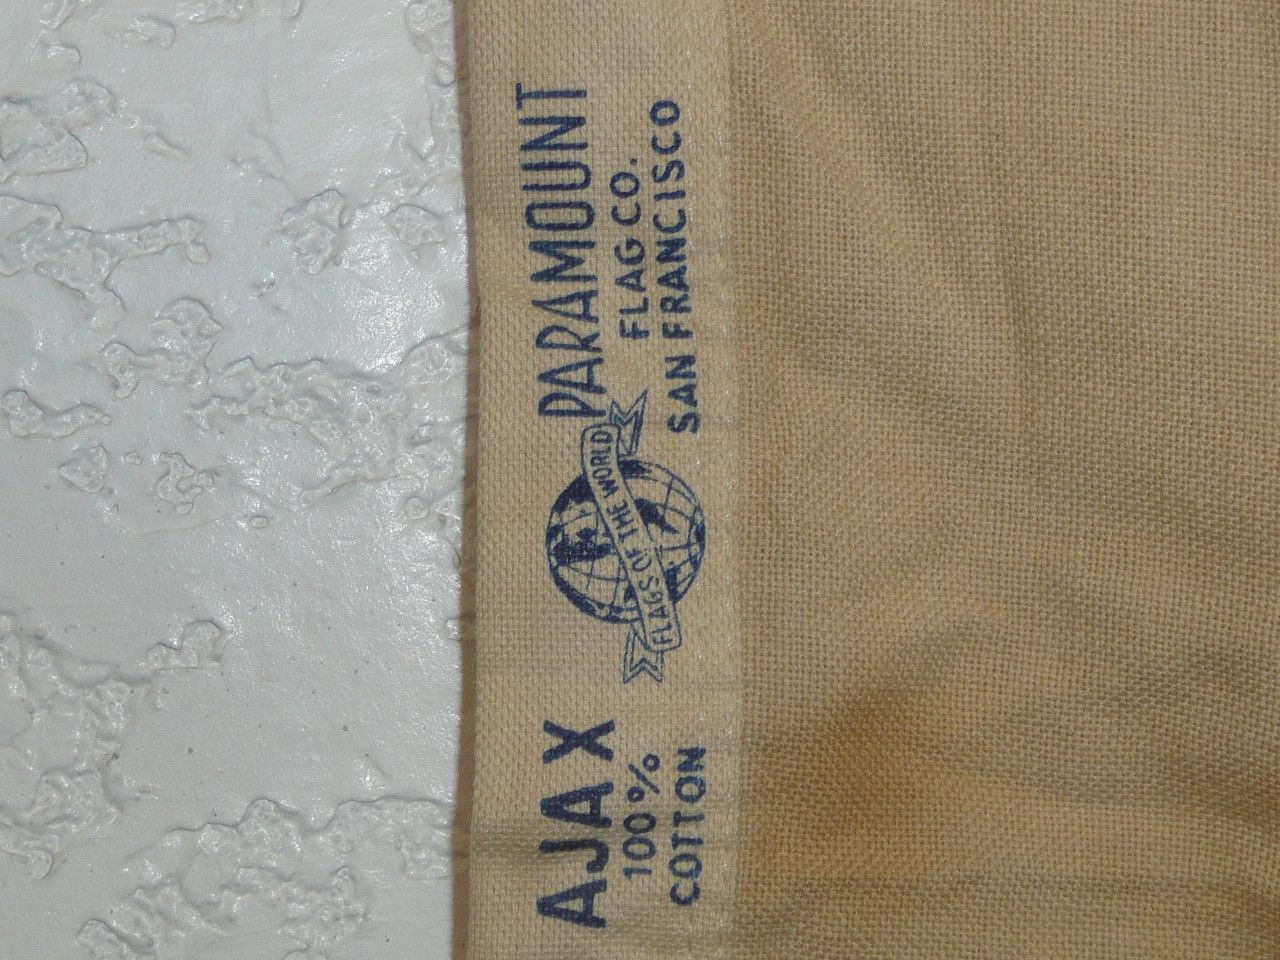 AJAX
100%
COTTON
FLAGS OF THE WORLD
PARAMOUNT
FLAG CO.
SAN FRANCISCO